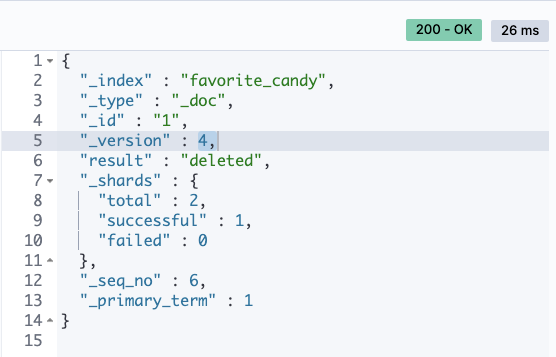 200 - OK 26 ms
1 {
2 "_index" : "favorite_candy",
3 "_type" : "_doc",
4 "_id" : "1",
5 "_version" : 4,
6 "result" : "deleted",
7 "_shards" : {
8 "total" : 2,
9 "successful" : 1,
10 "failed" : 0
11 },
12 "_seq_no" : 6,
13 "_primary_term" : 1
14 }
15